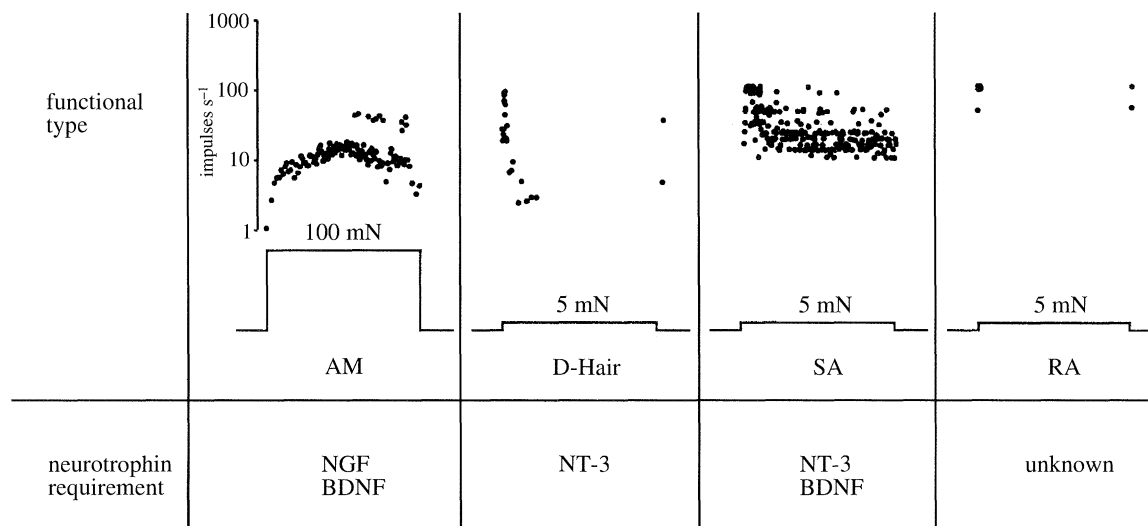 functional
type
impulses s⁻¹
1000
100
10
1
100 mN
5 mN
5 mN
5 mN
AM
D-Hair
SA
RA
neurotrophin
requirement
NGF
BDNF
NT-3
NT-3
BDNF
unknown